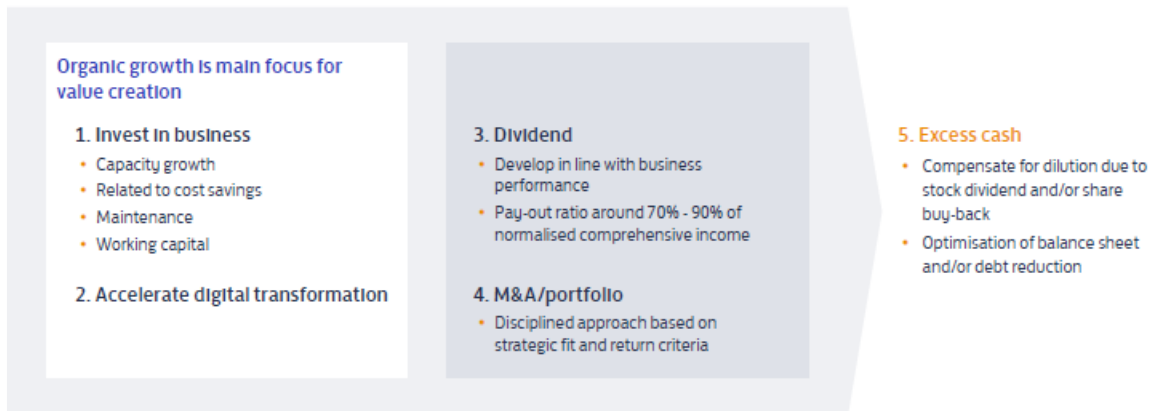 Organic growth is main focus for
value creation
1. Invest in business
• Capacity growth
• Related to cost savings
• Maintenance
• Working capital
2. Accelerate digital transformation
3. Dividend
• Develop in line with business
performance
• Pay-out ratio around 70% - 90% of
normalised comprehensive income
4. M&A/portfolio
• Disciplined approach based on
strategic fit and return criteria
5. Excess cash
• Compensate for dilution due to
stock dividend and/or share
buy-back
• Optimisation of balance sheet
and/or debt reduction